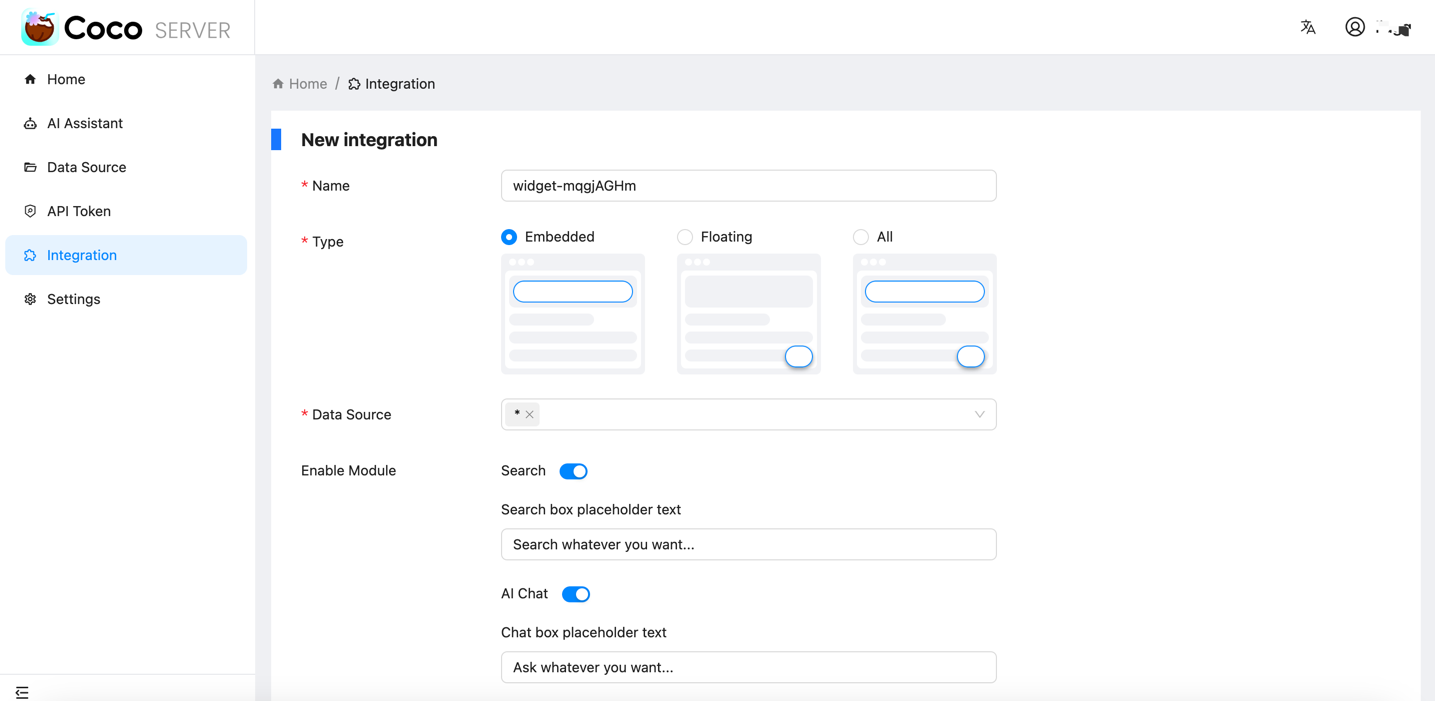 Coco SERVER
Home
AI Assistant
Data Source
API Token
Integration
Settings
Home / Integration
New integration
* Name
widget-mqgjAGHm
* Type
Embedded
Floating
All
* Data Source
*
Enable Module
Search
Search box placeholder text
Search whatever you want...
AI Chat
Chat box placeholder text
Ask whatever you want...